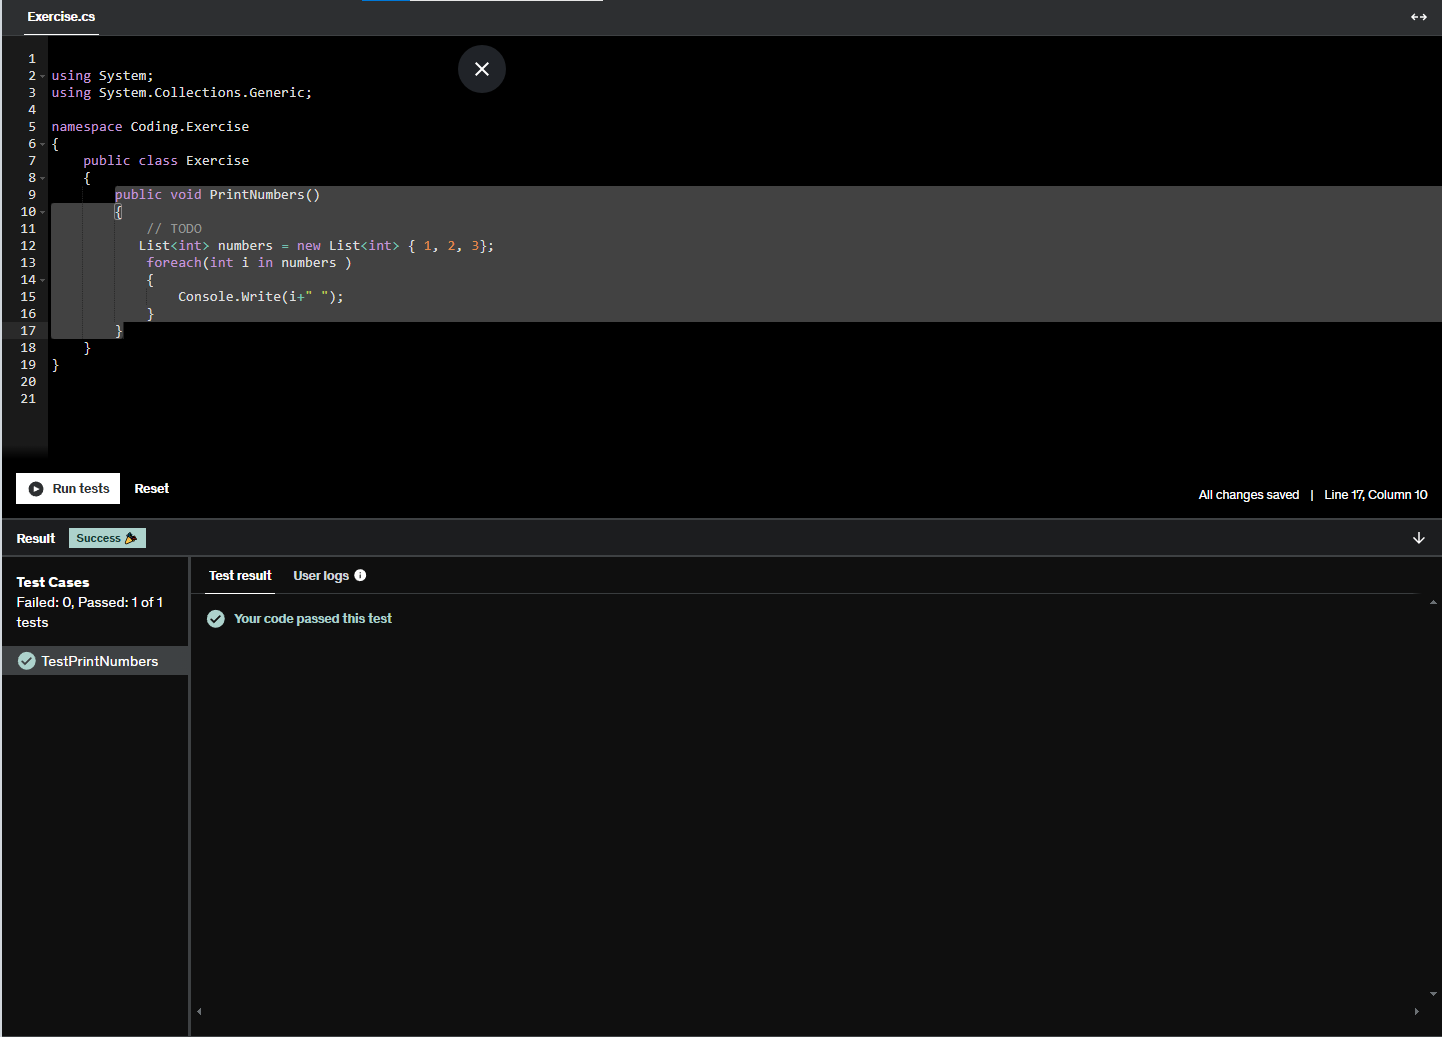 Exercise.cs
1
2 using System;
3 using System.Collections.Generic;
4
5 namespace Coding.Exercise
6 {
7     public class Exercise
8     {
9         public void PrintNumbers()
10         {
11             // TODO
12            List<int> numbers = new List<int> { 1, 2, 3};
13             foreach(int i in numbers )
14             {
15                 Console.Write(i+" ");
16             }
17         }
18     }
19 }
20
21
Run tests Reset
All changes saved | Line 17, Column 10
Result Success
Test Cases
Failed: 0, Passed: 1 of 1
tests
TestPrintNumbers
Test result User logs
Your code passed this test